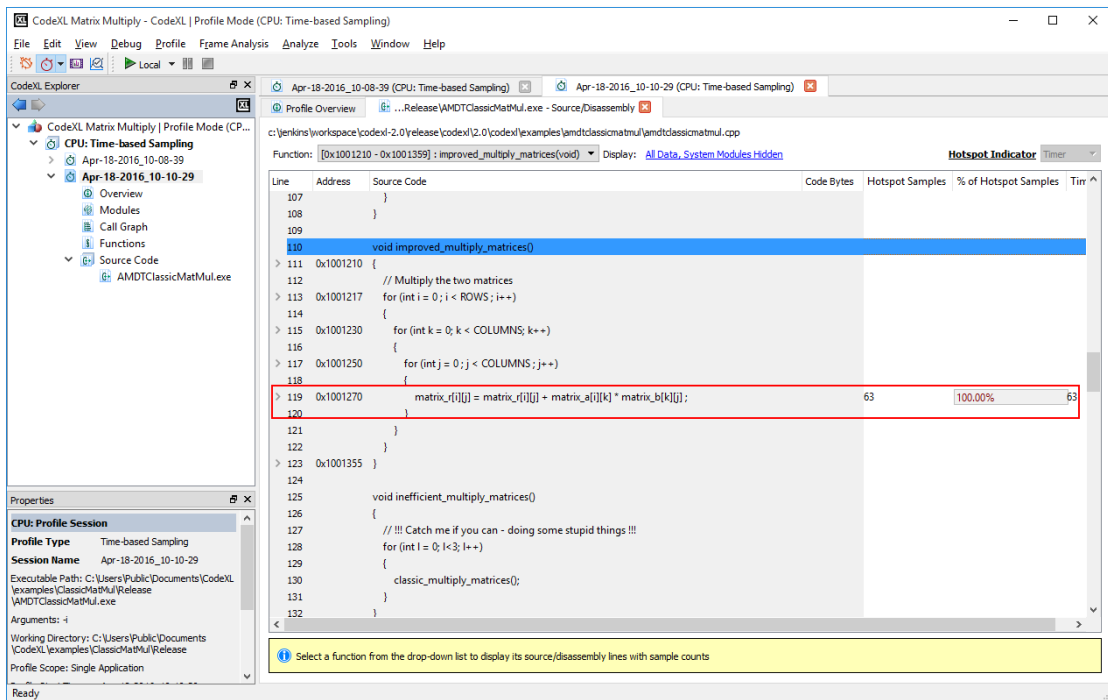 CodeXL Matrix Multiply - CodeXL | Profile Mode (CPU: Time-based Sampling)
File Edit View Debug Profile Frame Analysis Analyze Tools Window Help
Local
CodeXL Explorer
CodeXL Matrix Multiply | Profile Mode (CP...
CPU: Time-based Sampling
Apr-18-2016_10-08-39
Apr-18-2016_10-10-29
Overview
Modules
Call Graph
Functions
Source Code
AMDTClassicMatMul.exe
Properties
CPU: Profile Session
Profile Type Time-based Sampling
Session Name Apr-18-2016_10-10-29
Executable Path: C:\Users\Public\Documents\CodeXL
\examples\ClassicMatMul\Release
\AMDTClassicMatMul.exe
Arguments: -i
Working Directory: C:\Users\Public\Documents
\CodeXL\examples\ClassicMatMul\Release
Profile Scope: Single Application
Apr-18-2016_10-08-39 (CPU: Time-based Sampling) Apr-18-2016_10-10-29 (CPU: Time-based Sampling)
Profile Overview ...Release\AMDTClassicMatMul.exe - Source/Disassembly
c:\jenkins\workspace\codexl-2.0\release\codexl\2.0\codexl\examples\amdtclassicmatmul\amdtclassicmatmul.cpp
Function: [0x1001210 - 0x1001359] : improved_multiply_matrices(void) Display: All Data, System Modules Hidden Hotspot Indicator Timer
Line Address Source Code Code Bytes Hotspot Samples % of Hotspot Samples Tim
107 }
108 }
109
110 void improved_multiply_matrices()
111 0x1001210 {
112 // Multiply the two matrices
113 0x1001217 for (int i = 0 ; i < ROWS ; i++)
114 {
115 0x1001230 for (int k = 0; k < COLUMNS; k++)
116 {
117 0x1001250 for (int j = 0 ; j < COLUMNS ; j++)
118 {
119 0x1001270 matrix_r[i][j] = matrix_r[i][j] + matrix_a[i][k] * matrix_b[k][j] ; 63 100.00% 63
120 }
121 }
122 }
123 0x1001355 }
124
125 void inefficient_multiply_matrices()
126 {
127 // !!! Catch me if you can - doing some stupid things !!!
128 for (int l = 0; l<3; l++)
129 {
130 classic_multiply_matrices();
131 }
132 }
Select a function from the drop-down list to display its source/disassembly lines with sample counts
Ready